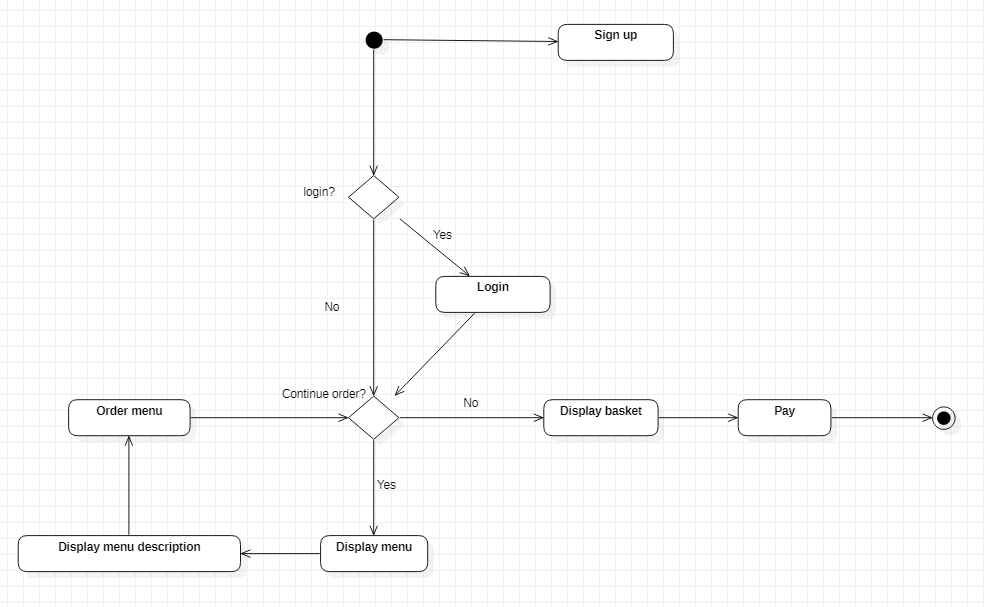 Sign up
login?
Yes
Login
No
Continue order?
Order menu
No
Display basket
Pay
Yes
Display menu description
Display menu